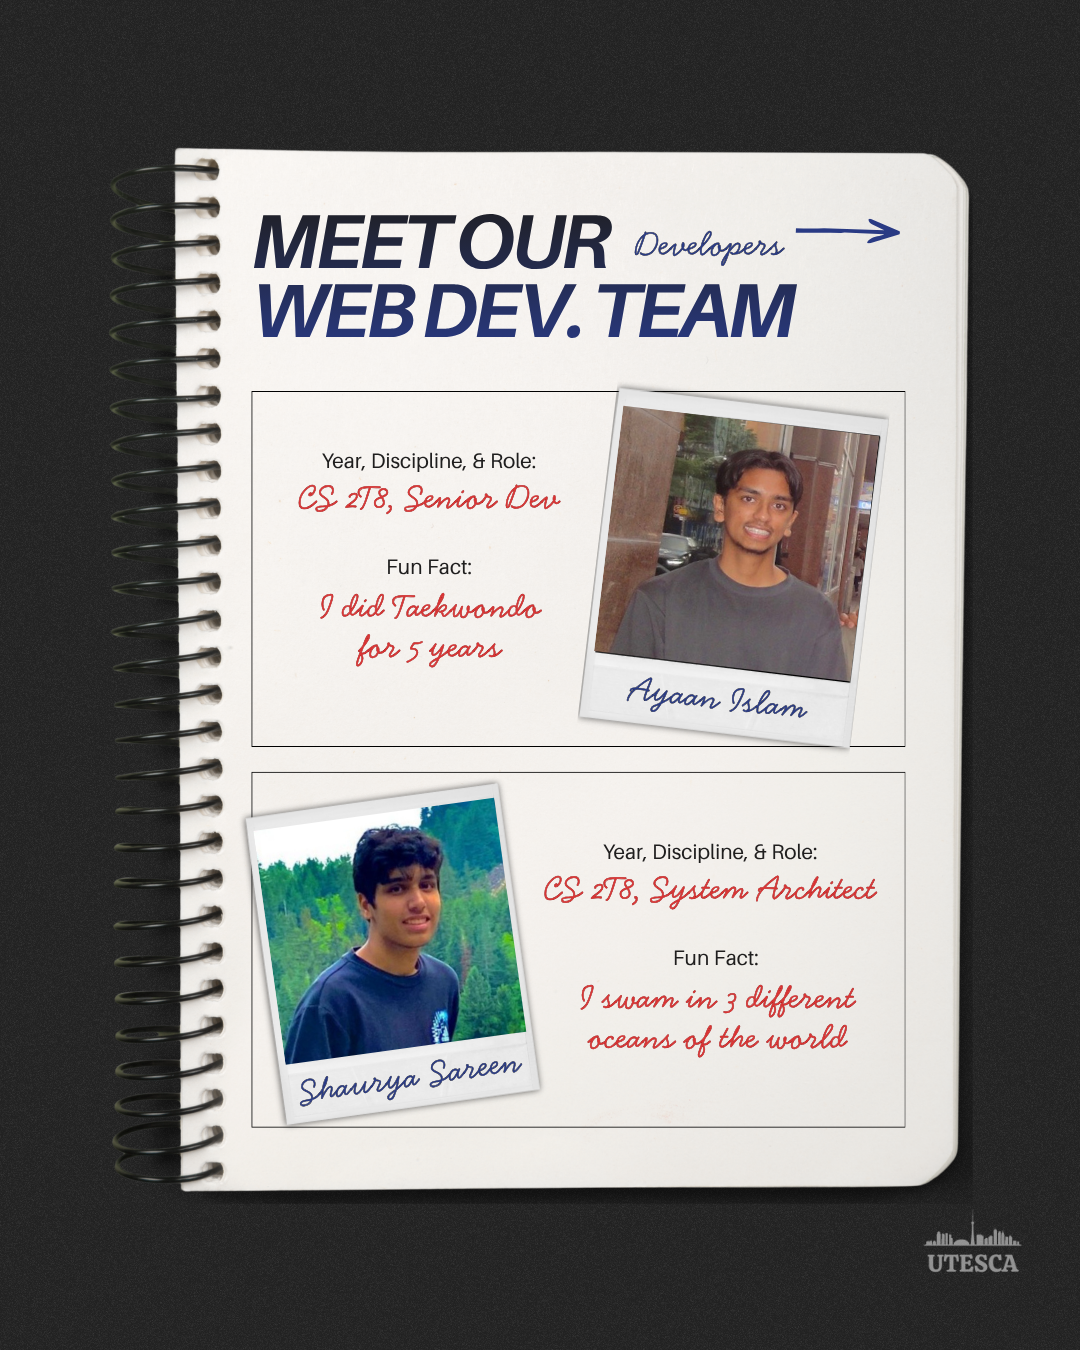 MEET OUR Developers
WEB DEV. TEAM
Year, Discipline, & Role:
CS 2T8, Senior Dev
Fun Fact:
I did Taekwondo
for 5 years
Ayaan Islam
Year, Discipline, & Role:
CS 2T8, System Architect
Fun Fact:
I swam in 3 different
oceans of the world
Shaurya Sareen
UTESCA